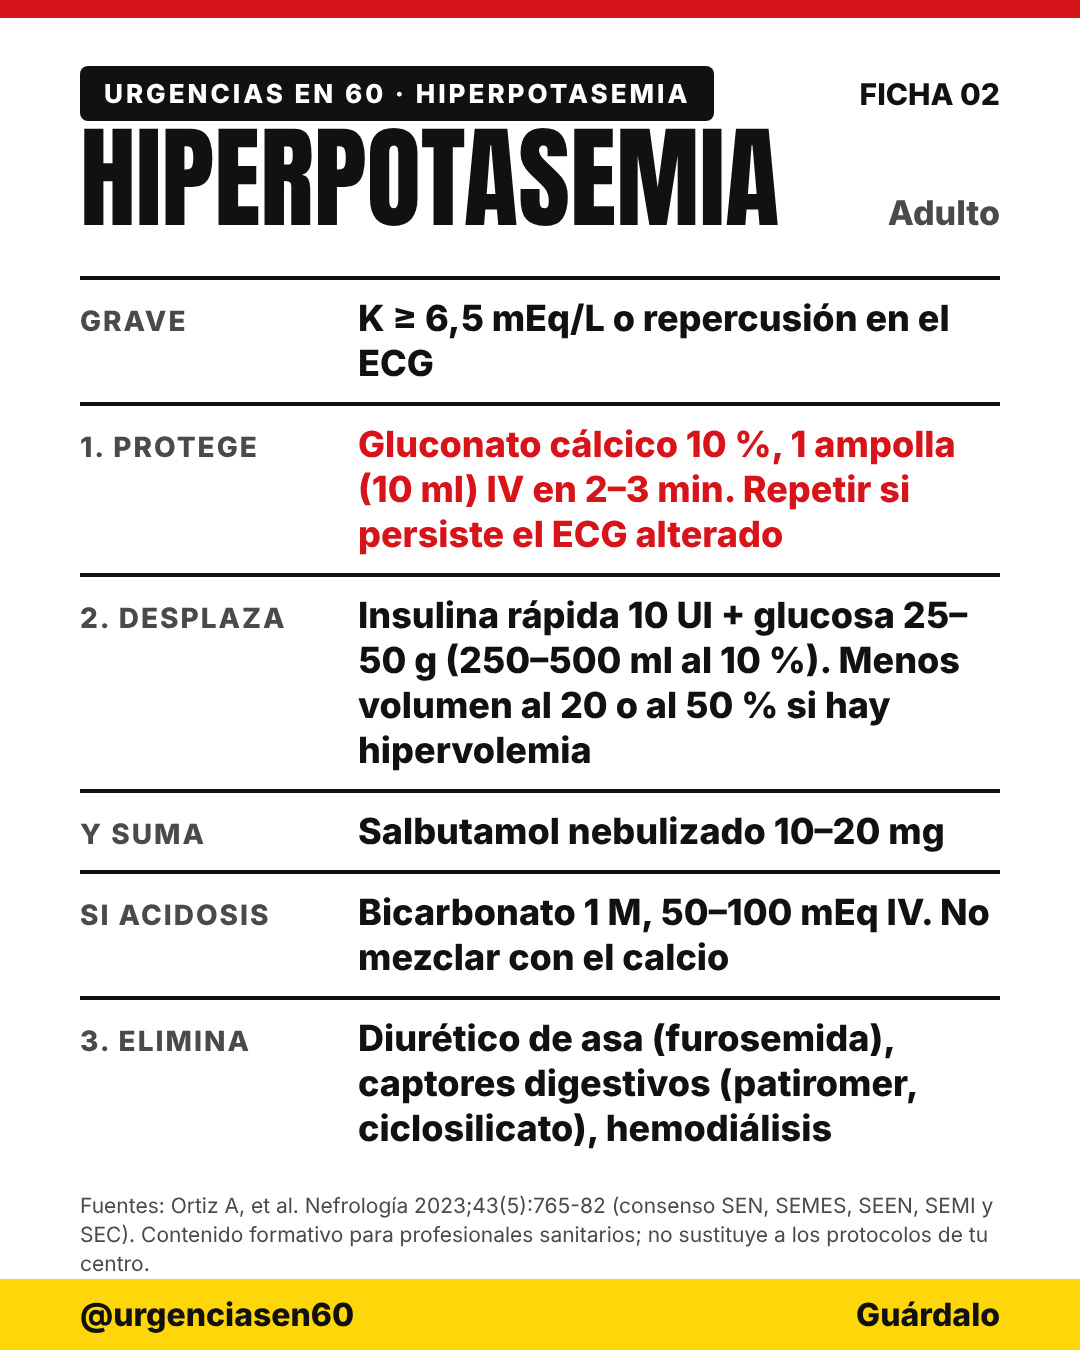 URGENCIAS EN 60 · HIPERPOTASEMIA
FICHA 02
HIPERPOTASEMIA
Adulto
GRAVE
K ≥ 6,5 mEq/L o repercusión en el
ECG
1. PROTEGE
Gluconato cálcico 10 %, 1 ampolla
(10 ml) IV en 2–3 min. Repetir si
persiste el ECG alterado
2. DESPLAZA
Insulina rápida 10 UI + glucosa 25–
50 g (250–500 ml al 10 %). Menos
volumen al 20 o al 50 % si hay
hipervolemia
Y SUMA
Salbutamol nebulizado 10–20 mg
SI ACIDOSIS
Bicarbonato 1 M, 50–100 mEq IV. No
mezclar con el calcio
3. ELIMINA
Diurético de asa (furosemida),
captores digestivos (patiromer,
ciclosilicato), hemodiálisis
Fuentes: Ortiz A, et al. Nefrología 2023;43(5):765-82 (consenso SEN, SEMES, SEEN, SEMI y
SEC). Contenido formativo para profesionales sanitarios; no sustituye a los protocolos de tu
centro.
@urgenciasen60
Guárdalo